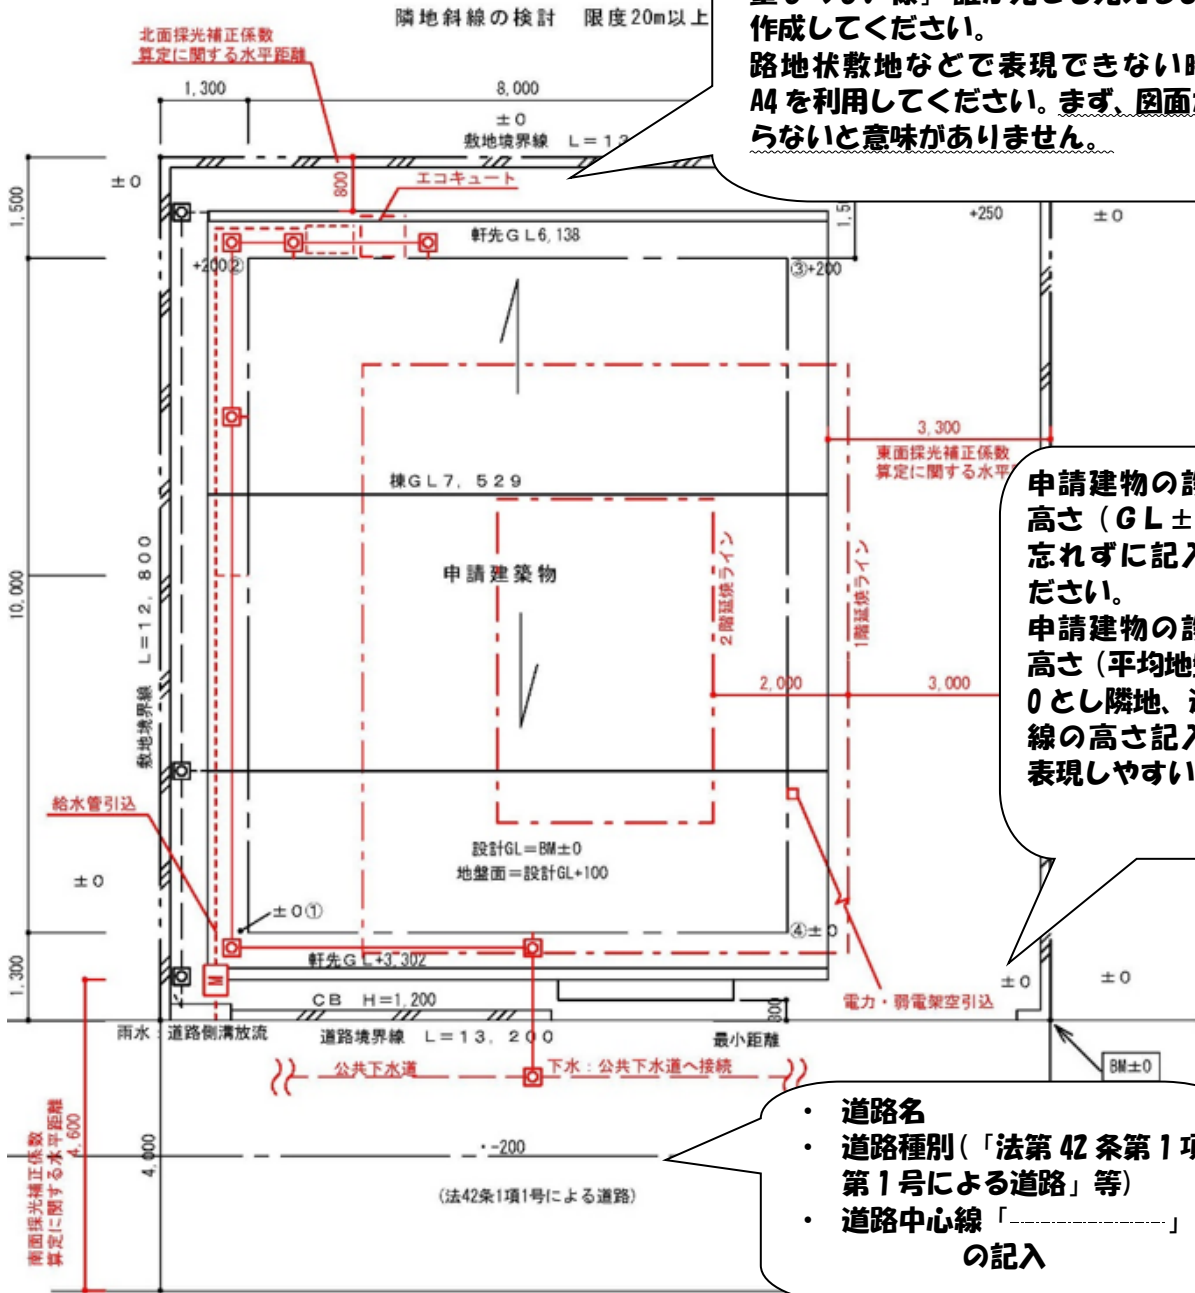 隣地斜線の検討　限度20m以上
作成してください。
路地状敷地などで表現できない
A4を利用してください。まず、図面
らないと意味がありません。
北面採光補正係数
算定に関する水平距離
1,300
8,000
±0
敷地境界線　L=1
±0
800
エコキュート
1,500
軒先GL6,138
+250
±0
+200②
③+200
3,300
東面採光補正係数
算定に関する水平
棟GL7,529
申請建物の
高さ（GL±
忘れずに記入
ださい。
申請建物の
高さ（平均地
0とし隣地、
線の高さ記入
表現しやすい
敷地境界線　L=12,800
10,000
申請建築物
2階延焼ライン
1階延焼ライン
2,000
3,000
給水管引込
設計GL=BM±0
地盤面=設計GL+100
±0
±0①
④±0
1,300
軒先GL+3,302
M
CB　H=1,200
±0
±0
電力・弱電架空引込
雨水：道路側溝放流
道路境界線　L=13,200
800
最小距離
公共下水道
下水：公共下水道へ接続
BM±0
南面採光補正係数
算定に関する水平距離
4,600
4,000
・-200
(法42条1項1号による道路)
・　道路名
・　道路種別(「法第42条第1項
第1号による道路」等)
・　道路中心線「」
の記入